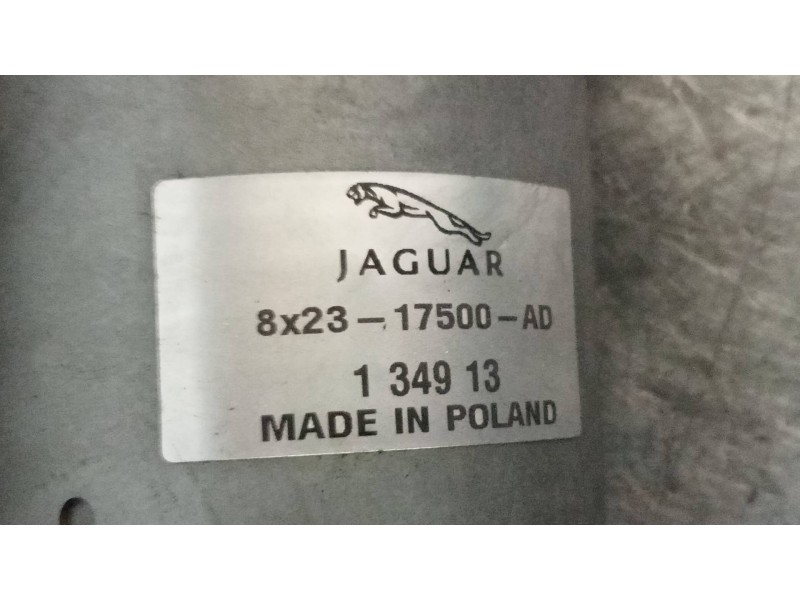 JAGUAR
8x23-17500-AD
1 349 13
MADE IN POLAND